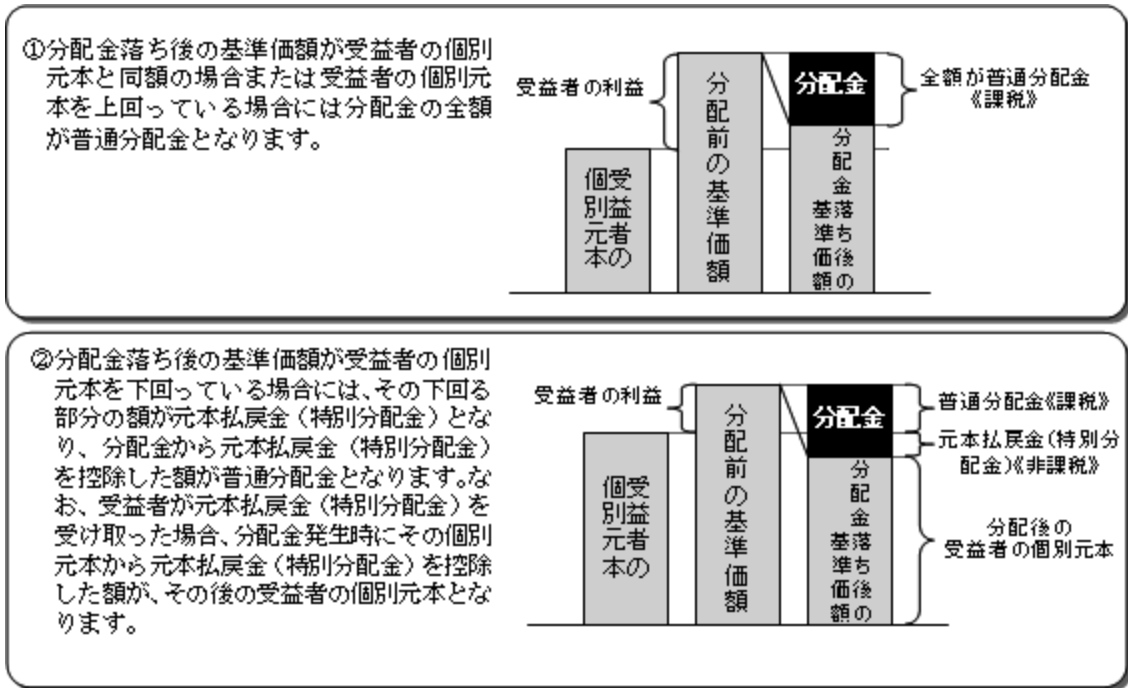 ①分配金落ち後の基準価額が受益者の個別
元本と同額の場合または受益者の個別元
本を上回っている場合には分配金の全額
が普通分配金となります。
受益者の利益
分配前の基準価額
分配金
全額が普通分配金
《課税》
受益者の
個別元本
分配金落ち後の
基準価額
②分配金落ち後の基準価額が受益者の個別
元本を下回っている場合には、その下回る
部分の額が元本払戻金（特別分配金）とな
り、分配金から元本払戻金（特別分配金）
を控除した額が普通分配金となります。な
お、受益者が元本払戻金（特別分配金）を
受け取った場合、分配金発生時にその個別
元本から元本払戻金（特別分配金）を控除
した額が、その後の受益者の個別元本とな
ります。
受益者の利益
分配前の基準価額
分配金
普通分配金《課税》
元本払戻金（特別分
配金）《非課税》
受益者の
個別元本
分配金落ち後の
基準価額
分配後の
受益者の個別元本